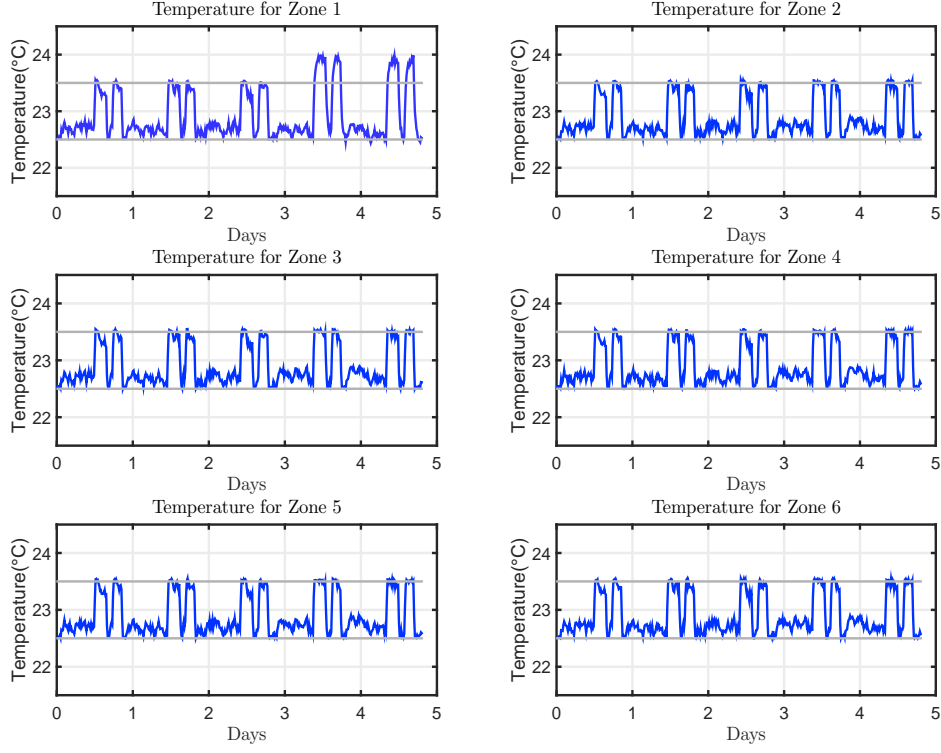 Temperature for Zone 1
Temperature(°C)
24
23
22
0 1 2 3 4 5
Days
Temperature for Zone 2
Temperature(°C)
24
23
22
0 1 2 3 4 5
Days
Temperature for Zone 3
Temperature(°C)
24
23
22
0 1 2 3 4 5
Days
Temperature for Zone 4
Temperature(°C)
24
23
22
0 1 2 3 4 5
Days
Temperature for Zone 5
Temperature(°C)
24
23
22
0 1 2 3 4 5
Days
Temperature for Zone 6
Temperature(°C)
24
23
22
0 1 2 3 4 5
Days